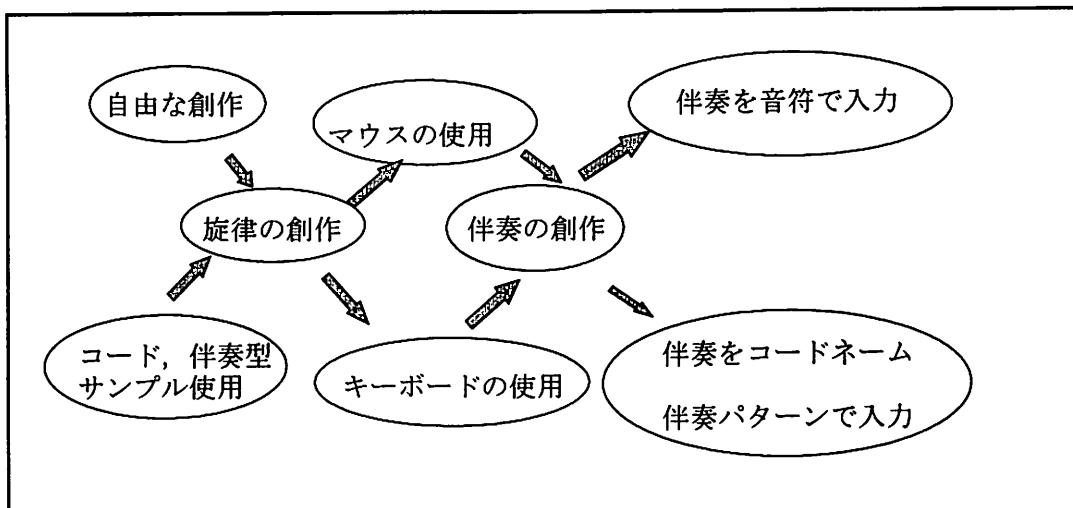 自由な創作
マウスの使用
伴奏を音符で入力
旋律の創作
伴奏の創作
コード，伴奏型
サンプル使用
キーボードの使用
伴奏をコードネーム
伴奏パターンで入力